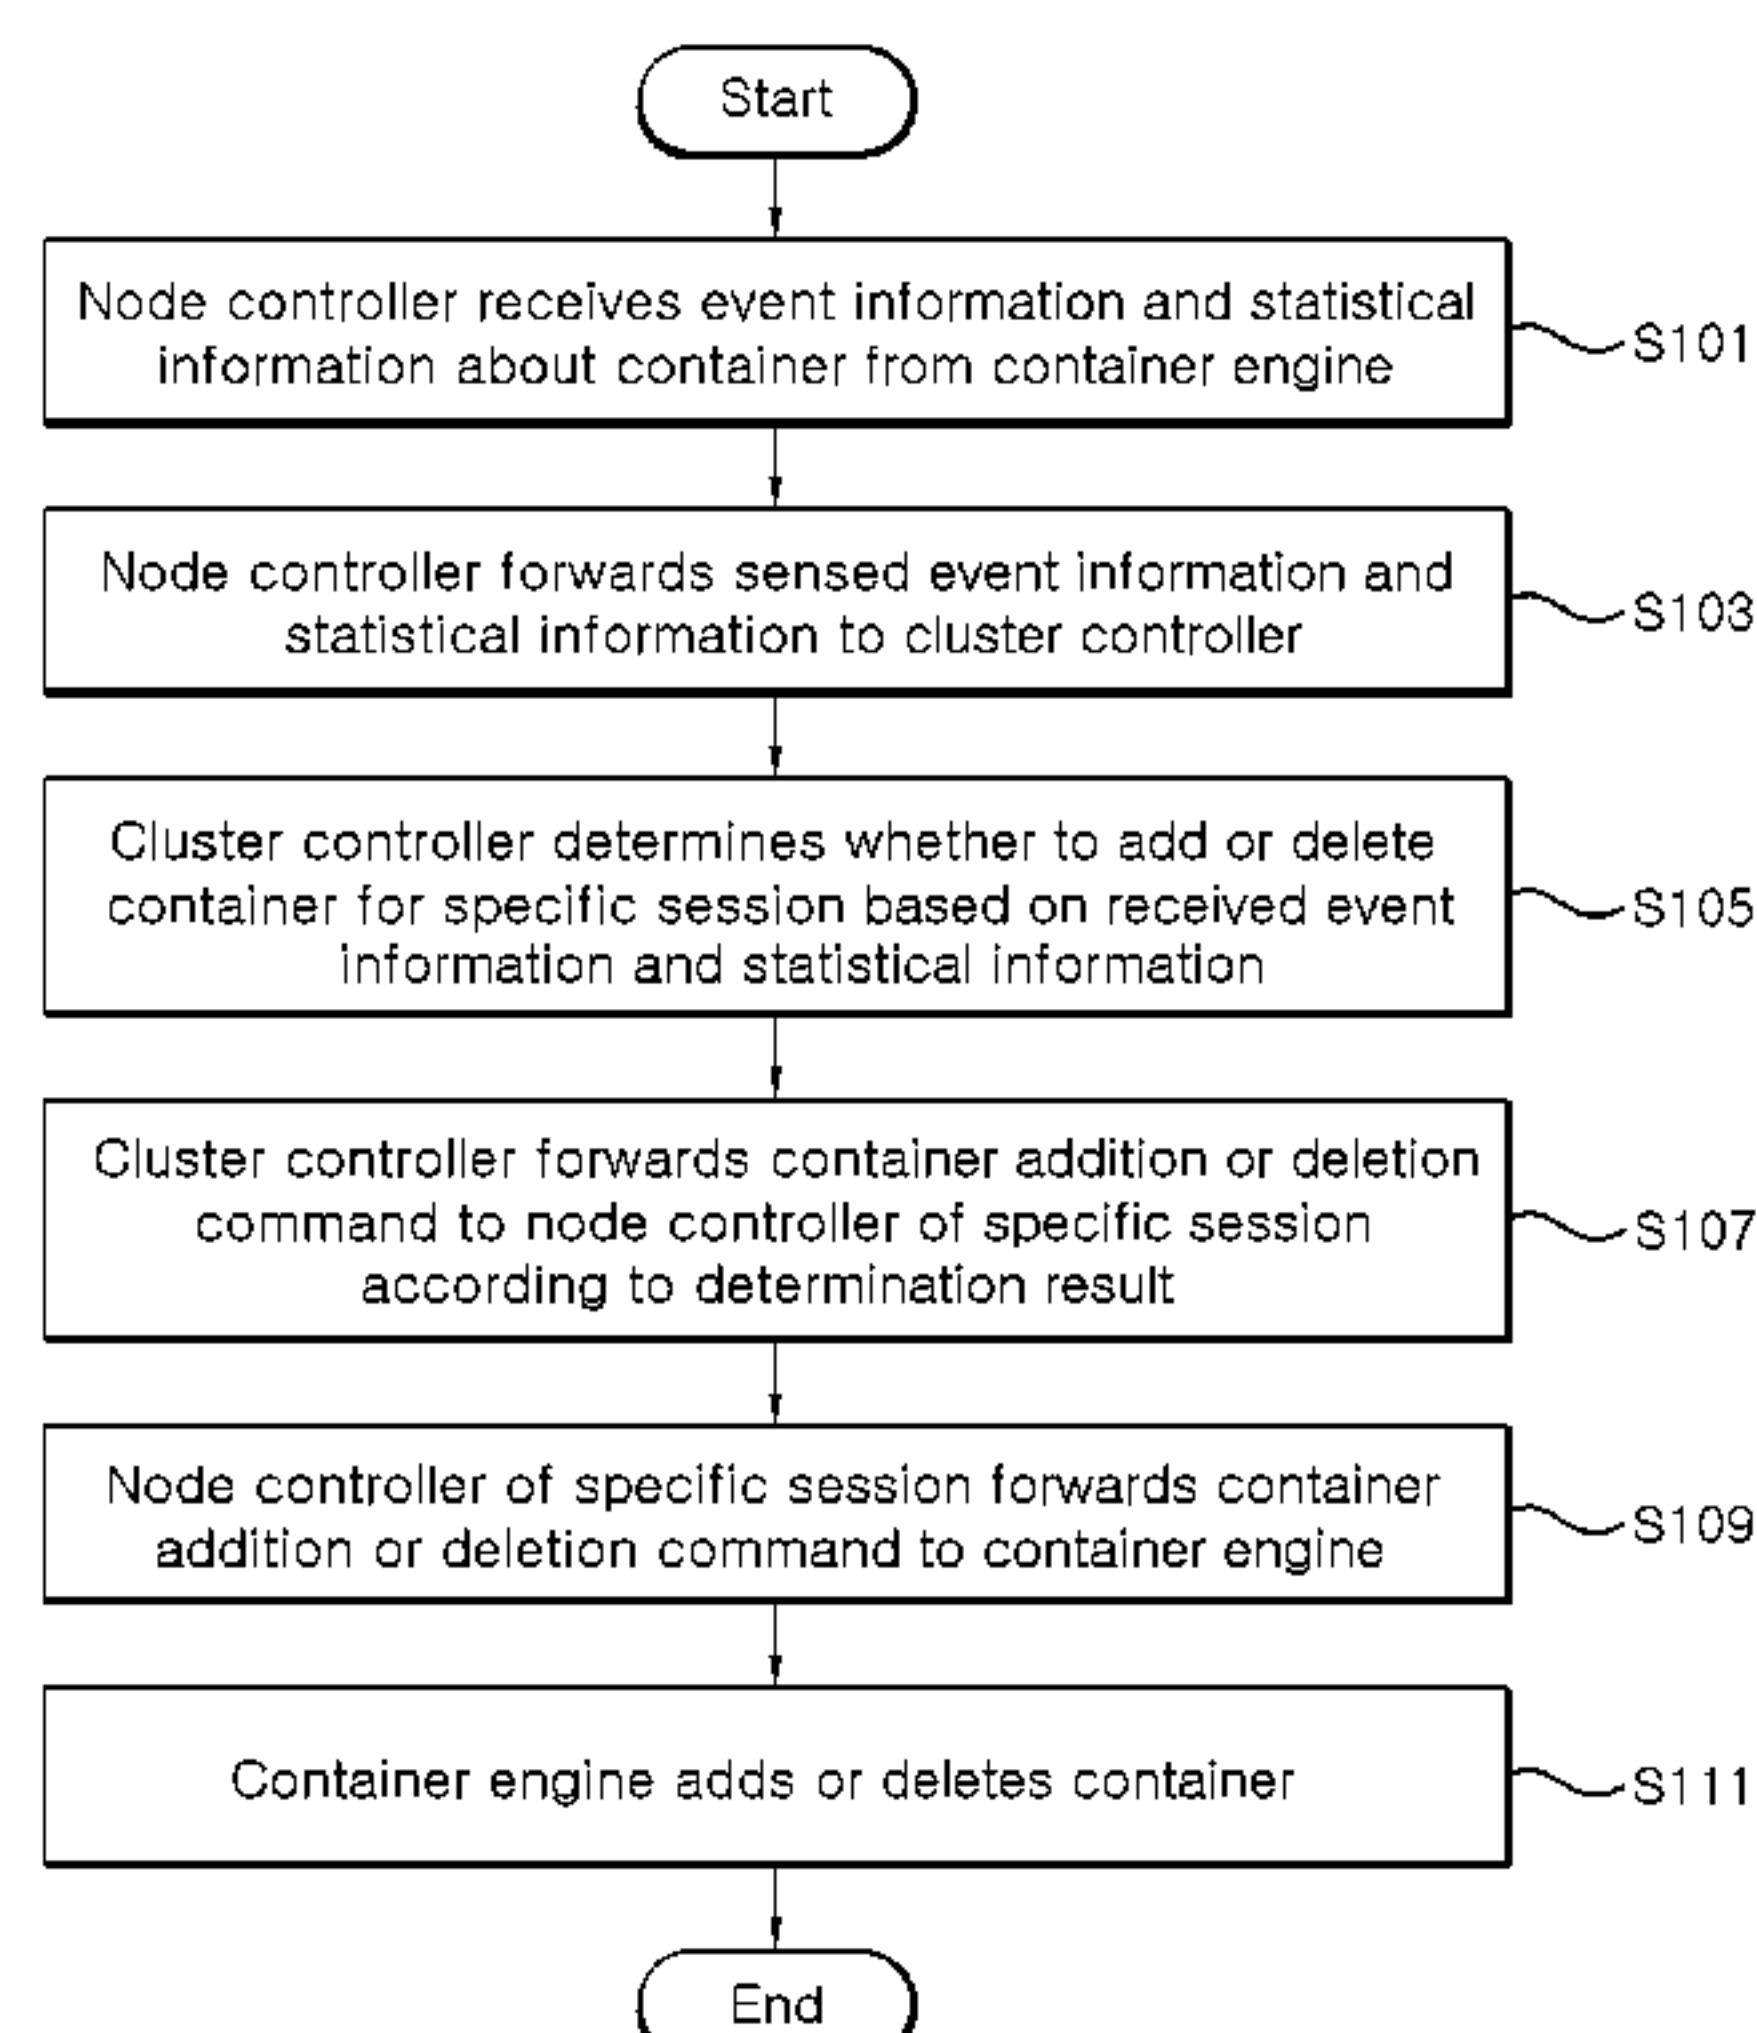 Start
Node controller receives event information and statistical
information about container from container engine
S101
Node controller forwards sensed event information and
statistical information to cluster controller
S103
Cluster controller determines whether to add or delete
container for specific session based on received event
information and statistical information
S105
Cluster controller forwards container addition or deletion
command to node controller of specific session
according to determination result
S107
Node controller of specific session forwards container
addition or deletion command to container engine
S109
Container engine adds or deletes container
S111
End